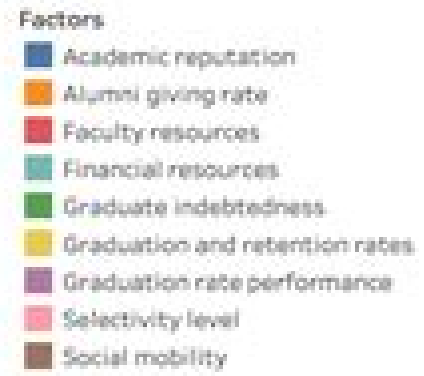 Factors
Academic reputation
Alumni giving rate
Faculty resources
Financial resources
Graduate indebtedness
Graduation and retention rates
Graduation rate performance
Selectivity level
Social mobility